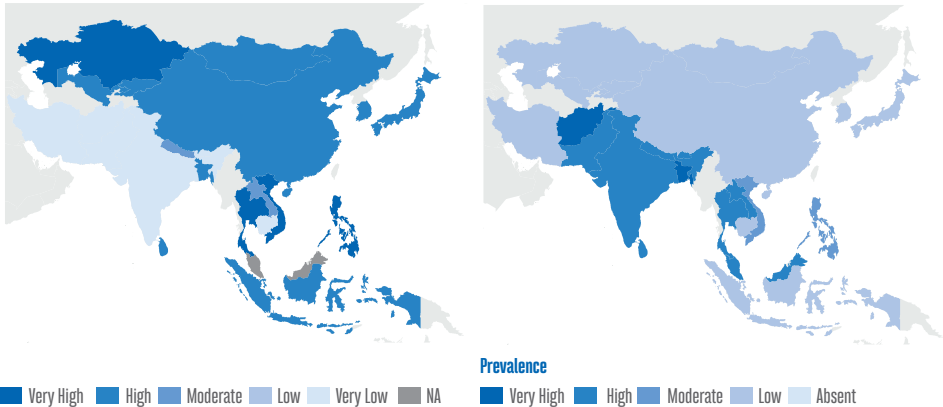 Prevalence
Very High High Moderate Low Very Low NA
Very High High Moderate Low Absent